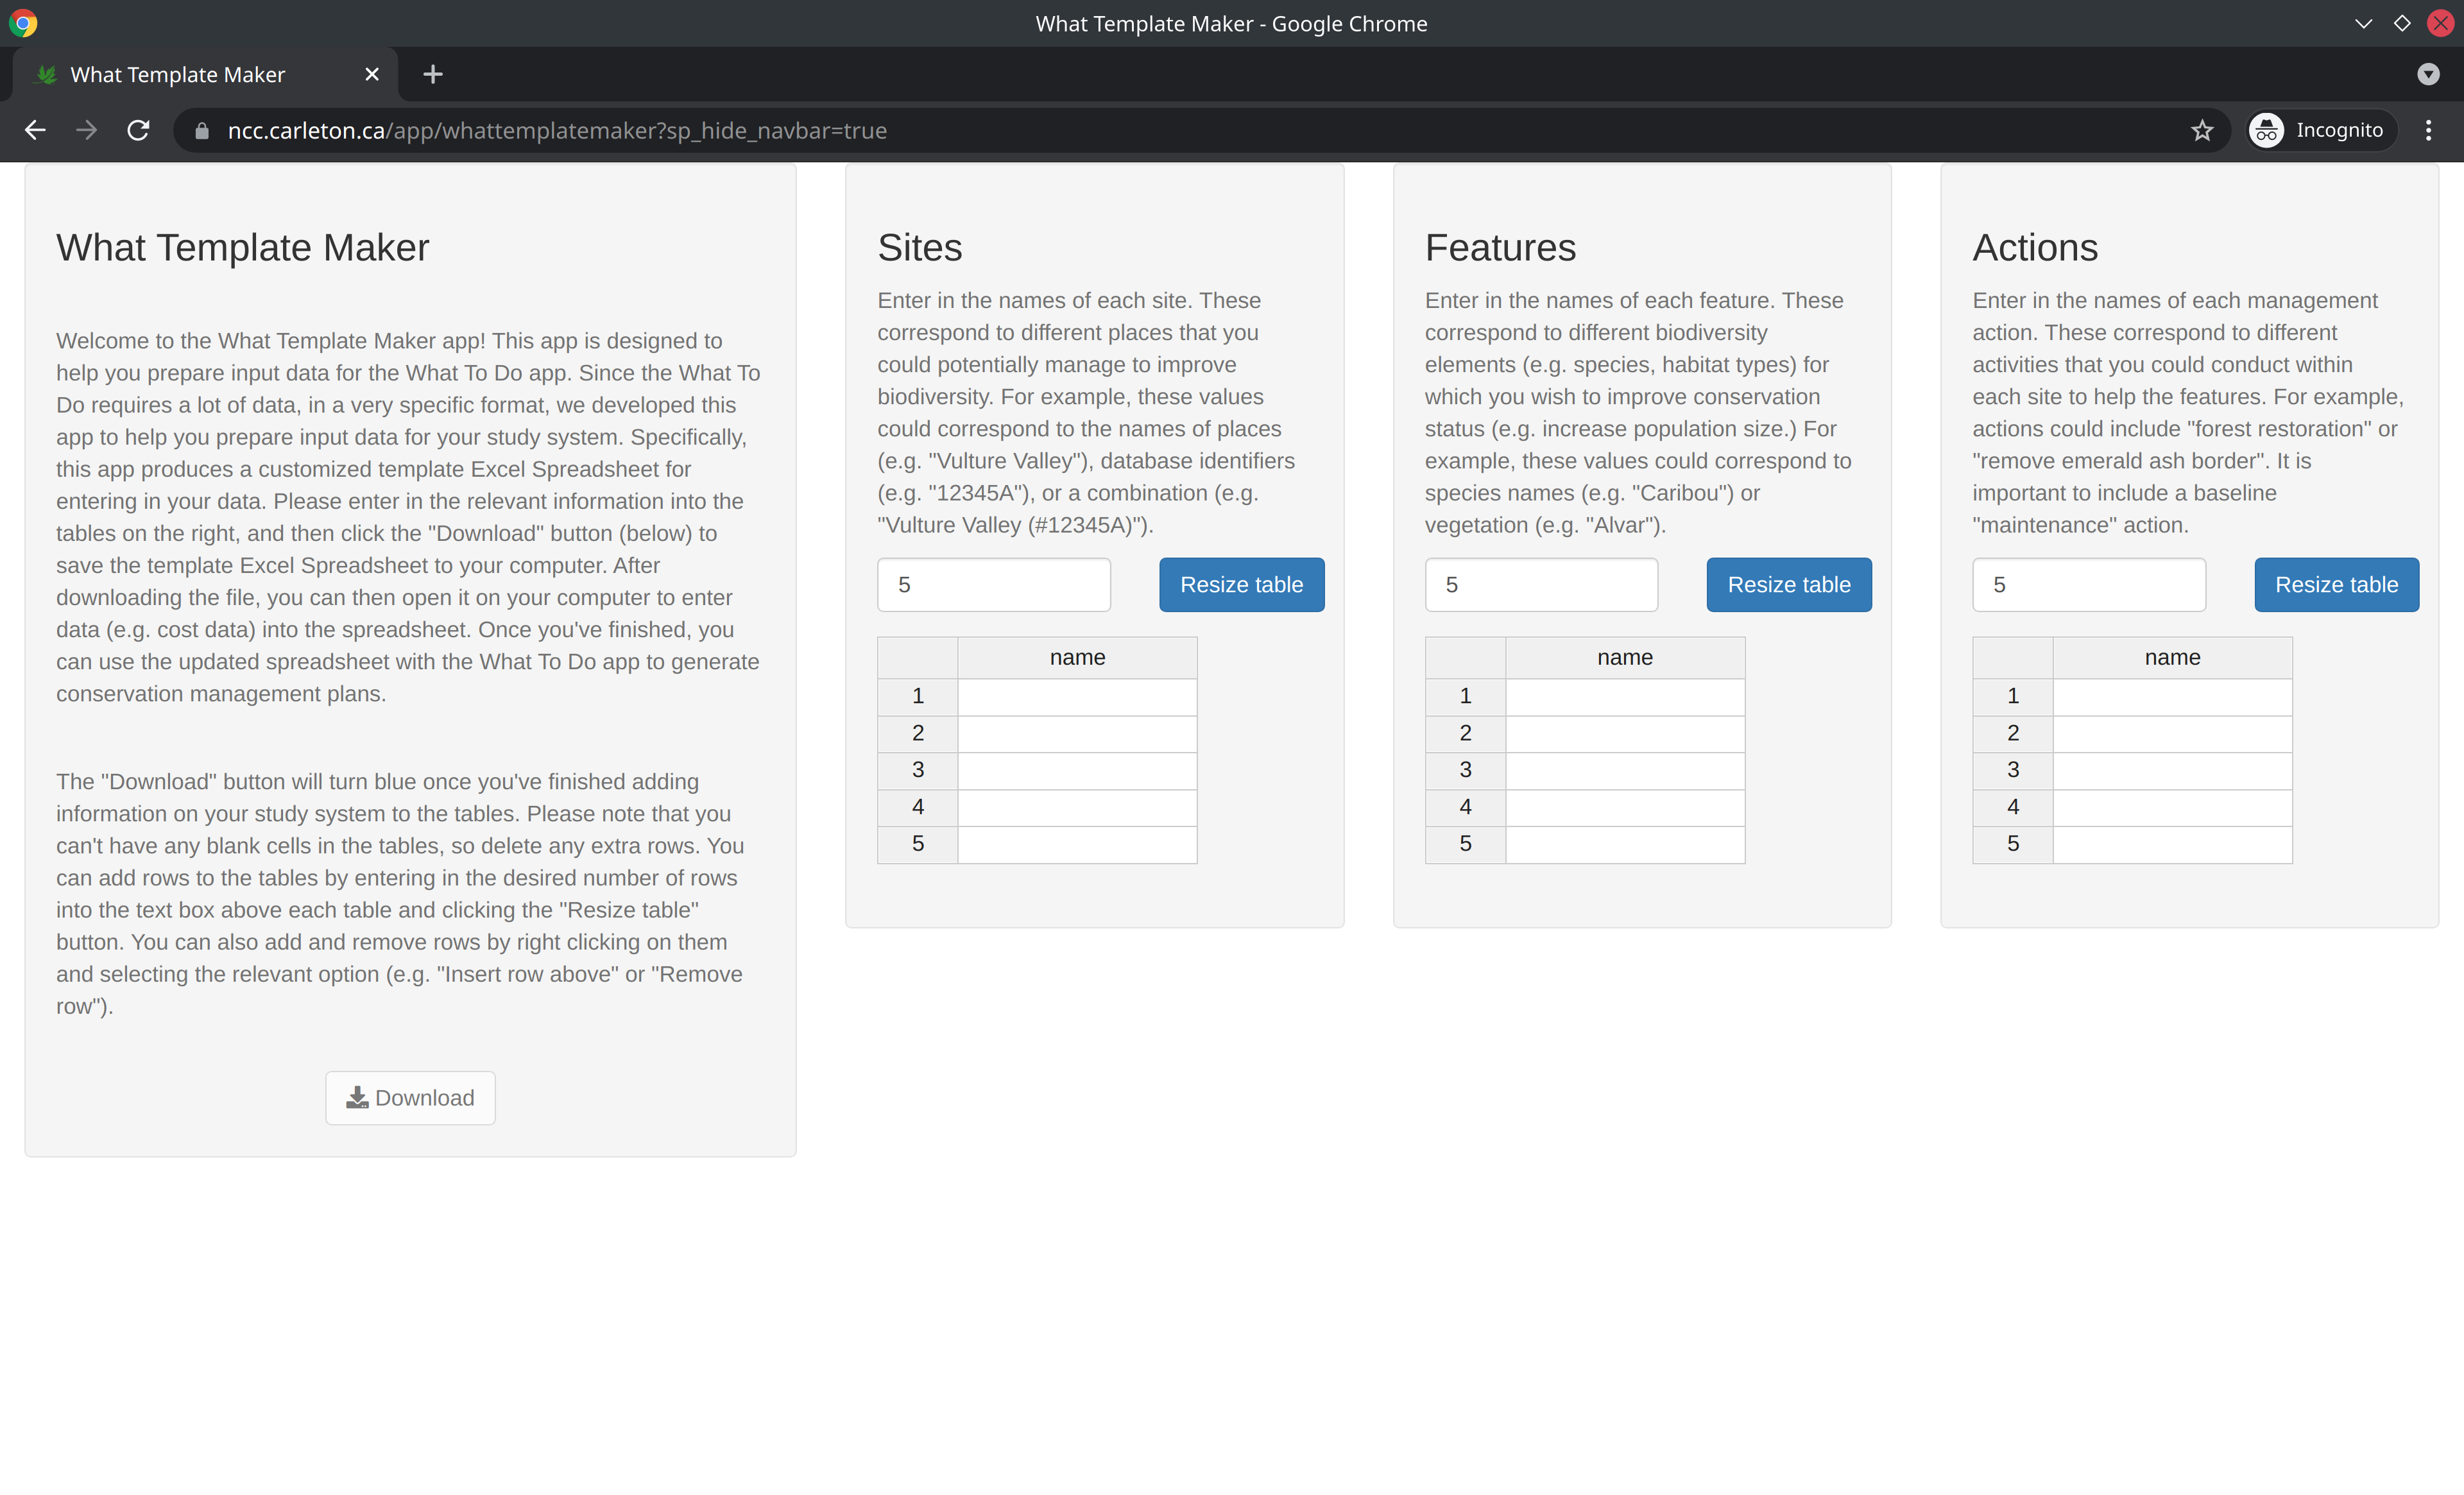 What Template Maker - Google Chrome
What Template Maker
ncc.carleton.ca/app/whattemplatemaker?sp_hide_navbar=true
Incognito
What Template Maker
Welcome to the What Template Maker app! This app is designed to
help you prepare input data for the What To Do app. Since the What To
Do requires a lot of data, in a very specific format, we developed this
app to help you prepare input data for your study system. Specifically,
this app produces a customized template Excel Spreadsheet for
entering in your data. Please enter in the relevant information into the
tables on the right, and then click the "Download" button (below) to
save the template Excel Spreadsheet to your computer. After
downloading the file, you can then open it on your computer to enter
data (e.g. cost data) into the spreadsheet. Once you've finished, you
can use the updated spreadsheet with the What To Do app to generate
conservation management plans.
The "Download" button will turn blue once you've finished adding
information on your study system to the tables. Please note that you
can't have any blank cells in the tables, so delete any extra rows. You
can add rows to the tables by entering in the desired number of rows
into the text box above each table and clicking the "Resize table"
button. You can also add and remove rows by right clicking on them
and selecting the relevant option (e.g. "Insert row above" or "Remove
row").
Download
Sites
Enter in the names of each site. These
correspond to different places that you
could potentially manage to improve
biodiversity. For example, these values
could correspond to the names of places
(e.g. "Vulture Valley"), database identifiers
(e.g. "12345A"), or a combination (e.g.
"Vulture Valley (#12345A)").
5 Resize table
name
1
2
3
4
5
Features
Enter in the names of each feature. These
correspond to different biodiversity
elements (e.g. species, habitat types) for
which you wish to improve conservation
status (e.g. increase population size.) For
example, these values could correspond to
species names (e.g. "Caribou") or
vegetation (e.g. "Alvar").
5 Resize table
name
1
2
3
4
5
Actions
Enter in the names of each management
action. These correspond to different
activities that you could conduct within
each site to help the features. For example,
actions could include "forest restoration" or
"remove emerald ash border". It is
important to include a baseline
"maintenance" action.
5 Resize table
name
1
2
3
4
5